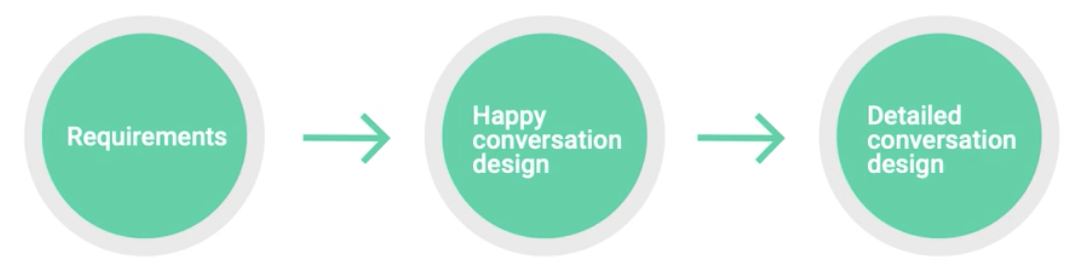 Requirements
Happy
conversation
design
Detailed
conversation
design